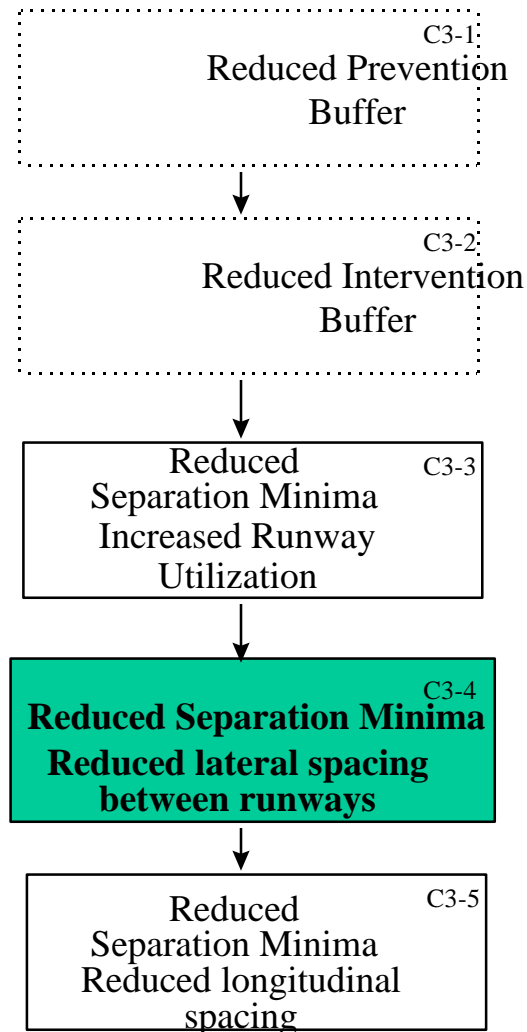 C3-1
Reduced Prevention
Buffer
C3-2
Reduced Intervention
Buffer
C3-3
Reduced
Separation Minima
Increased Runway
Utilization
C3-4
Reduced Separation Minima
Reduced lateral spacing
between runways
C3-5
Reduced
Separation Minima
Reduced longitudinal
spacing